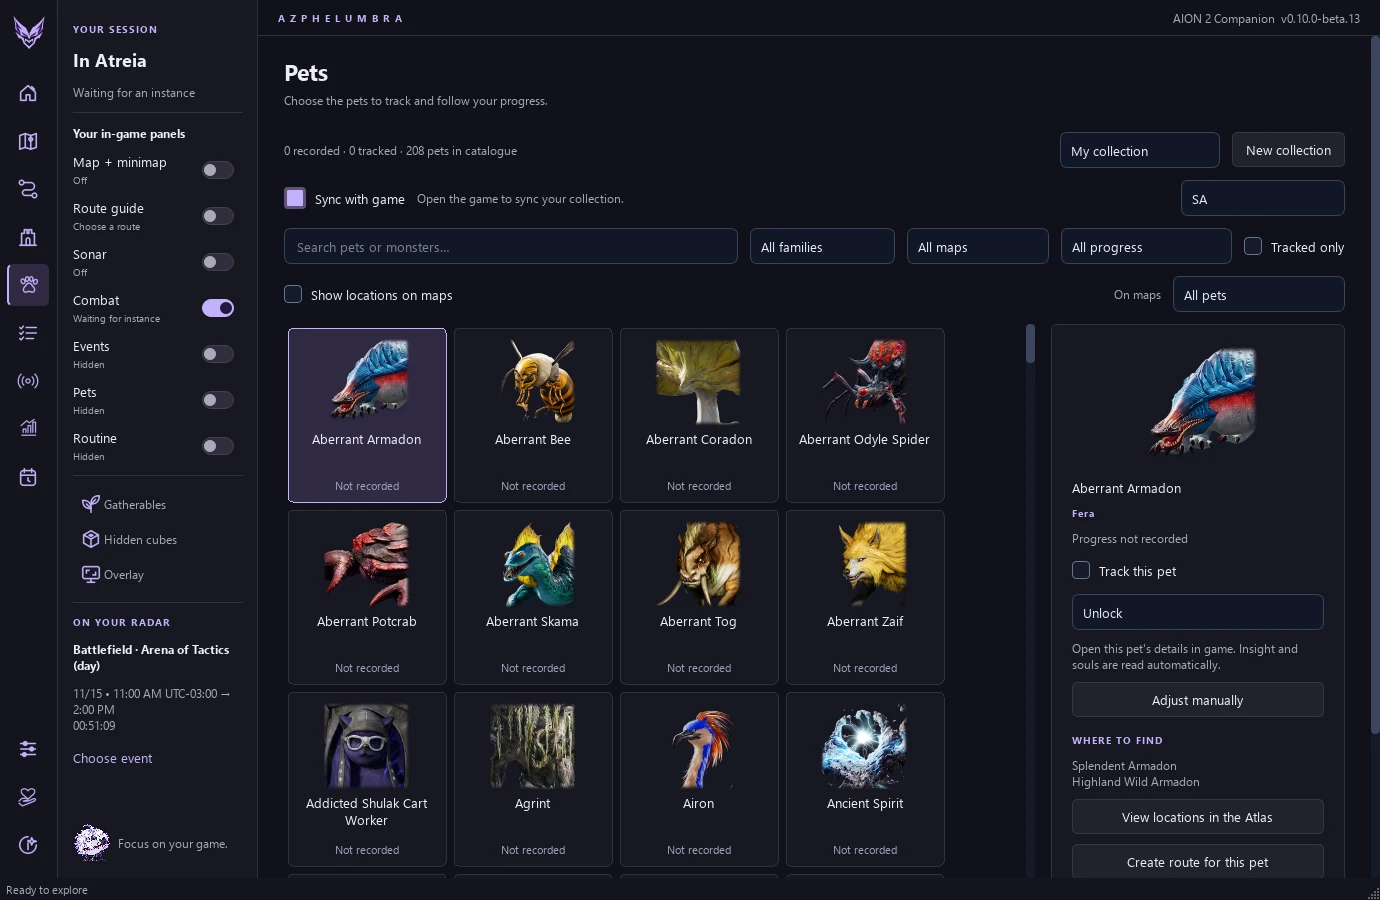 AZPHELUMBRA
AION 2 Companion v0.10.0-beta.13
YOUR SESSION
In Atreia
Waiting for an instance
Your in-game panels
Map + minimap
Off
Route guide
Choose a route
Sonar
Off
Combat
Waiting for instance
Events
Hidden
Pets
Hidden
Routine
Hidden
Gatherables
Hidden cubes
Overlay
ON YOUR RADAR
Battlefield · Arena of Tactics
(day)
11/15 • 11:00 AM UTC-03:00 →
2:00 PM
00:51:09
Choose event
Focus on your game.
Pets
Choose the pets to track and follow your progress.
0 recorded · 0 tracked · 208 pets in catalogue
My collection
New collection
Sync with game
Open the game to sync your collection.
SA
Search pets or monsters...
All families
All maps
All progress
Tracked only
Show locations on maps
On maps
All pets
Aberrant Armadon
Not recorded
Aberrant Bee
Not recorded
Aberrant Coradon
Not recorded
Aberrant Odyle Spider
Not recorded
Aberrant Potcrab
Not recorded
Aberrant Skama
Not recorded
Aberrant Tog
Not recorded
Aberrant Zaif
Not recorded
Addicted Shulak Cart
Worker
Not recorded
Agrint
Not recorded
Airon
Not recorded
Ancient Spirit
Not recorded
Aberrant Armadon
Fera
Progress not recorded
Track this pet
Unlock
Open this pet's details in game. Insight and
souls are read automatically.
Adjust manually
WHERE TO FIND
Splendent Armadon
Highland Wild Armadon
View locations in the Atlas
Create route for this pet
Ready to explore